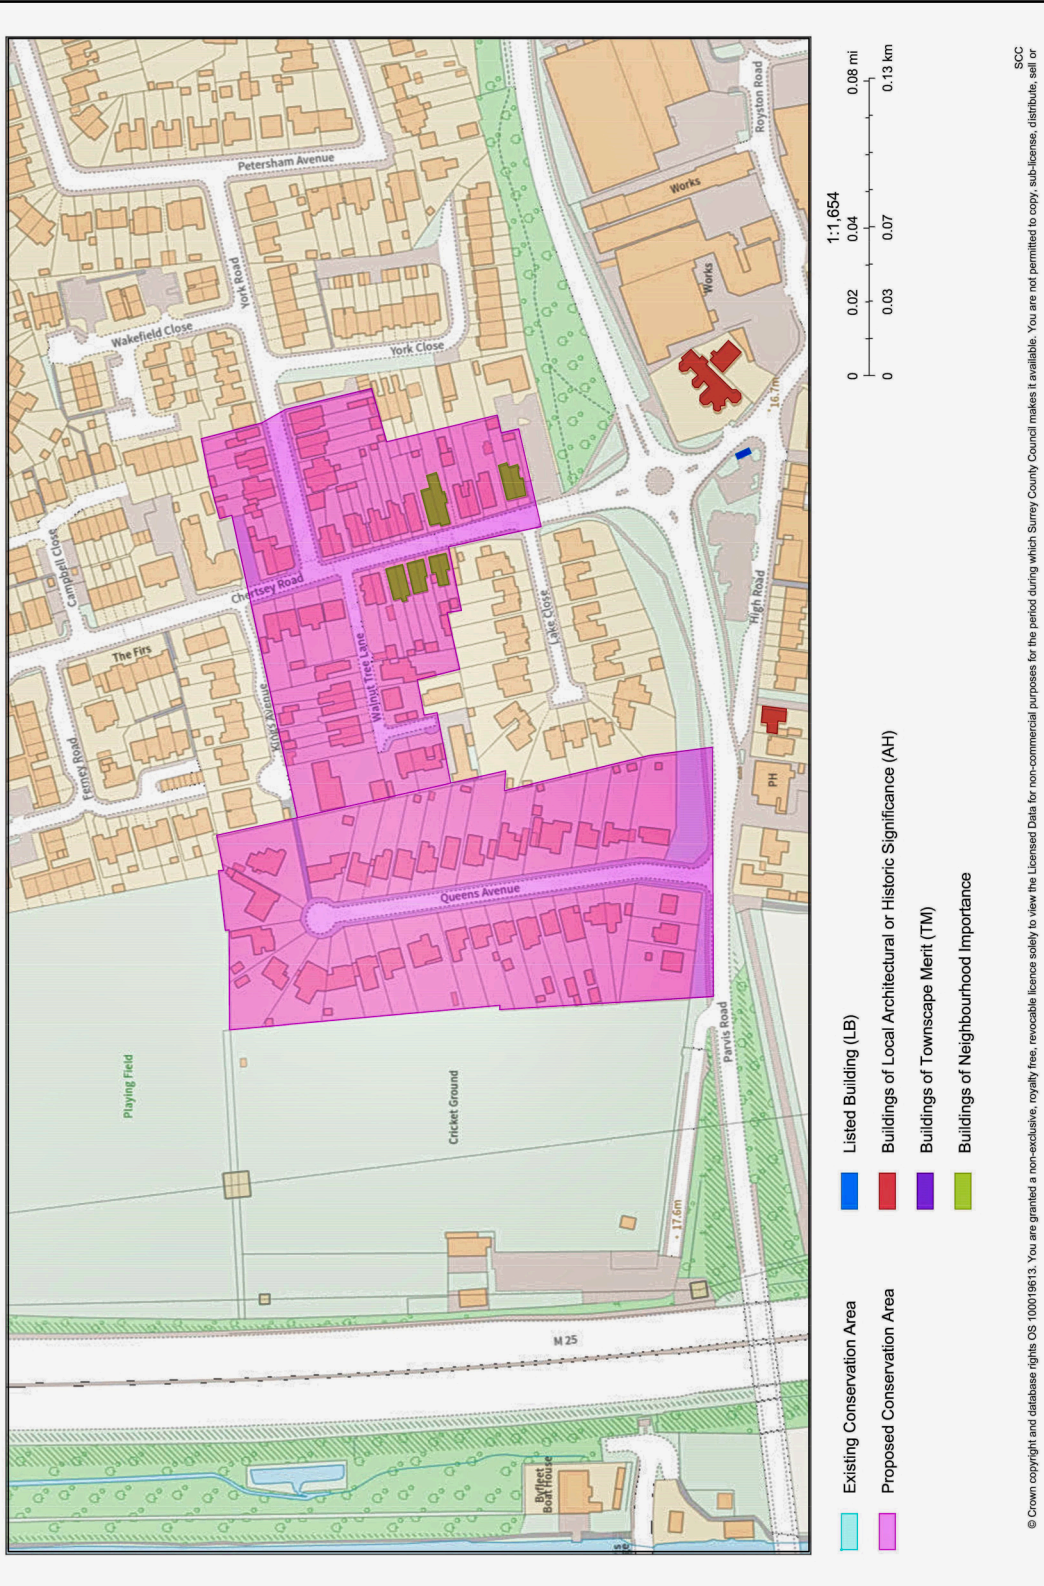 Petersham Avenue
York Road
Wakefield Close
York Close
Campbell Close
Chertsey Road
The Firs
Kings Avenue
Ferney Road
Walnut Tree Lane
Lake Close
Queens Avenue
Royston Road
Works
Works
16.7m
High Road
PH
Parvis Road
Playing Field
Cricket Ground
17.6m
M 25
Byfleet
Boat House
1:1,654
0 0.02 0.04 0.08 mi
0 0.03 0.07 0.13 km
Existing Conservation Area
Proposed Conservation Area
Listed Building (LB)
Buildings of Local Architectural or Historic Significance (AH)
Buildings of Townscape Merit (TM)
Buildings of Neighbourhood Importance
SCC
© Crown copyright and database rights OS 100019613. You are granted a non-exclusive, royalty free, revocable licence solely to view the Licensed Data for non-commercial purposes for the period during which Surrey County Council makes it available. You are not permitted to copy, sub-license, distribute, sell or